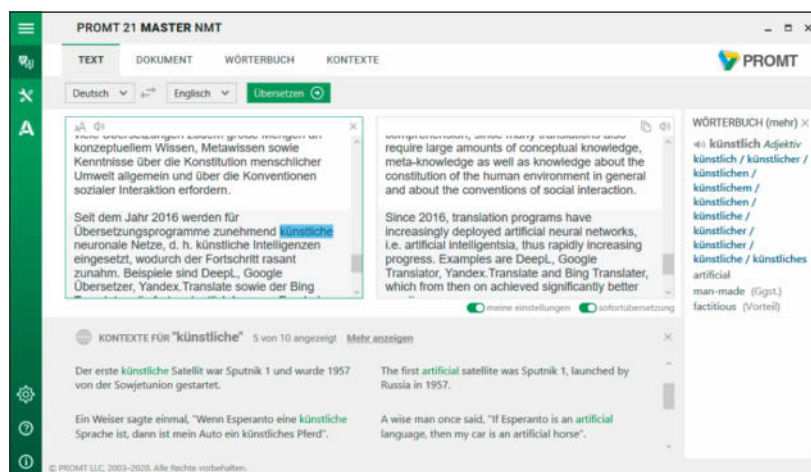 PROMT 21 MASTER NMT
TEXT DOKUMENT WÖRTERBUCH KONTEXTE
PROMT
Deutsch Englisch Übersetzen
konzeptuellem Wissen, Metawissen sowie
Kenntnisse über die Konstitution menschlicher
Umwelt allgemein und über die Konventionen
sozialer Interaktion erfordern.
Seit dem Jahr 2016 werden für
Übersetzungsprogramme zunehmend künstliche
neuronale Netze, d. h. künstliche Intelligenzen
eingesetzt, wodurch der Fortschritt rasant
zunahm. Beispiele sind DeepL, Google
Übersetzer, Yandex.Translate sowie der Bing
comprehension, since many translations also
require large amounts of conceptual knowledge,
meta-knowledge as well as knowledge about the
constitution of the human environment in general
and about the conventions of social interaction.
Since 2016, translation programs have
increasingly deployed artificial neural networks,
i.e. artificial intelligentsia, thus rapidly increasing
progress. Examples are DeepL, Google
Translator, Yandex.Translate and Bing Translater,
which from then on achieved significantly better
meine einstellungen sofortübersetzung
WÖRTERBUCH (mehr)
künstlich Adjektiv
künstlich / künstlicher /
künstlichen /
künstlichem /
künstlichen /
künstliche /
künstlicher /
künstlicher /
künstliche / künstliches
artificial
man-made (Ggst.)
factitious (Vorteil)
KONTEXTE FÜR "künstliche" 5 von 10 angezeigt Mehr anzeigen
Der erste künstliche Satellit war Sputnik 1 und wurde 1957
von der Sowjetunion gestartet.
The first artificial satellite was Sputnik 1, launched by
Russia in 1957.
Ein Weiser sagte einmal, "Wenn Esperanto eine künstliche
Sprache ist, dann ist mein Auto ein künstliches Pferd".
A wise man once said, "If Esperanto is an artificial
language, then my car is an artificial horse".
© PROMT LLC, 2003–2020. Alle Rechte vorbehalten.